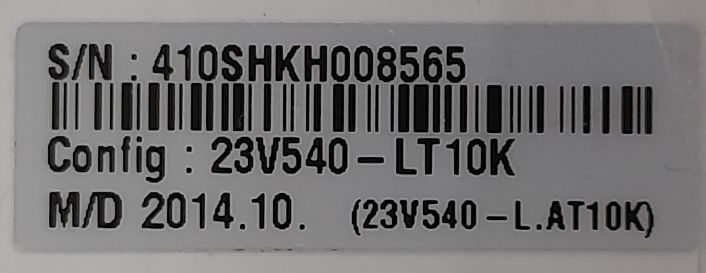 S/N : 410SHKH008565
Config : 23V540-LT10K
M/D 2014.10. (23V540-L.AT10K)